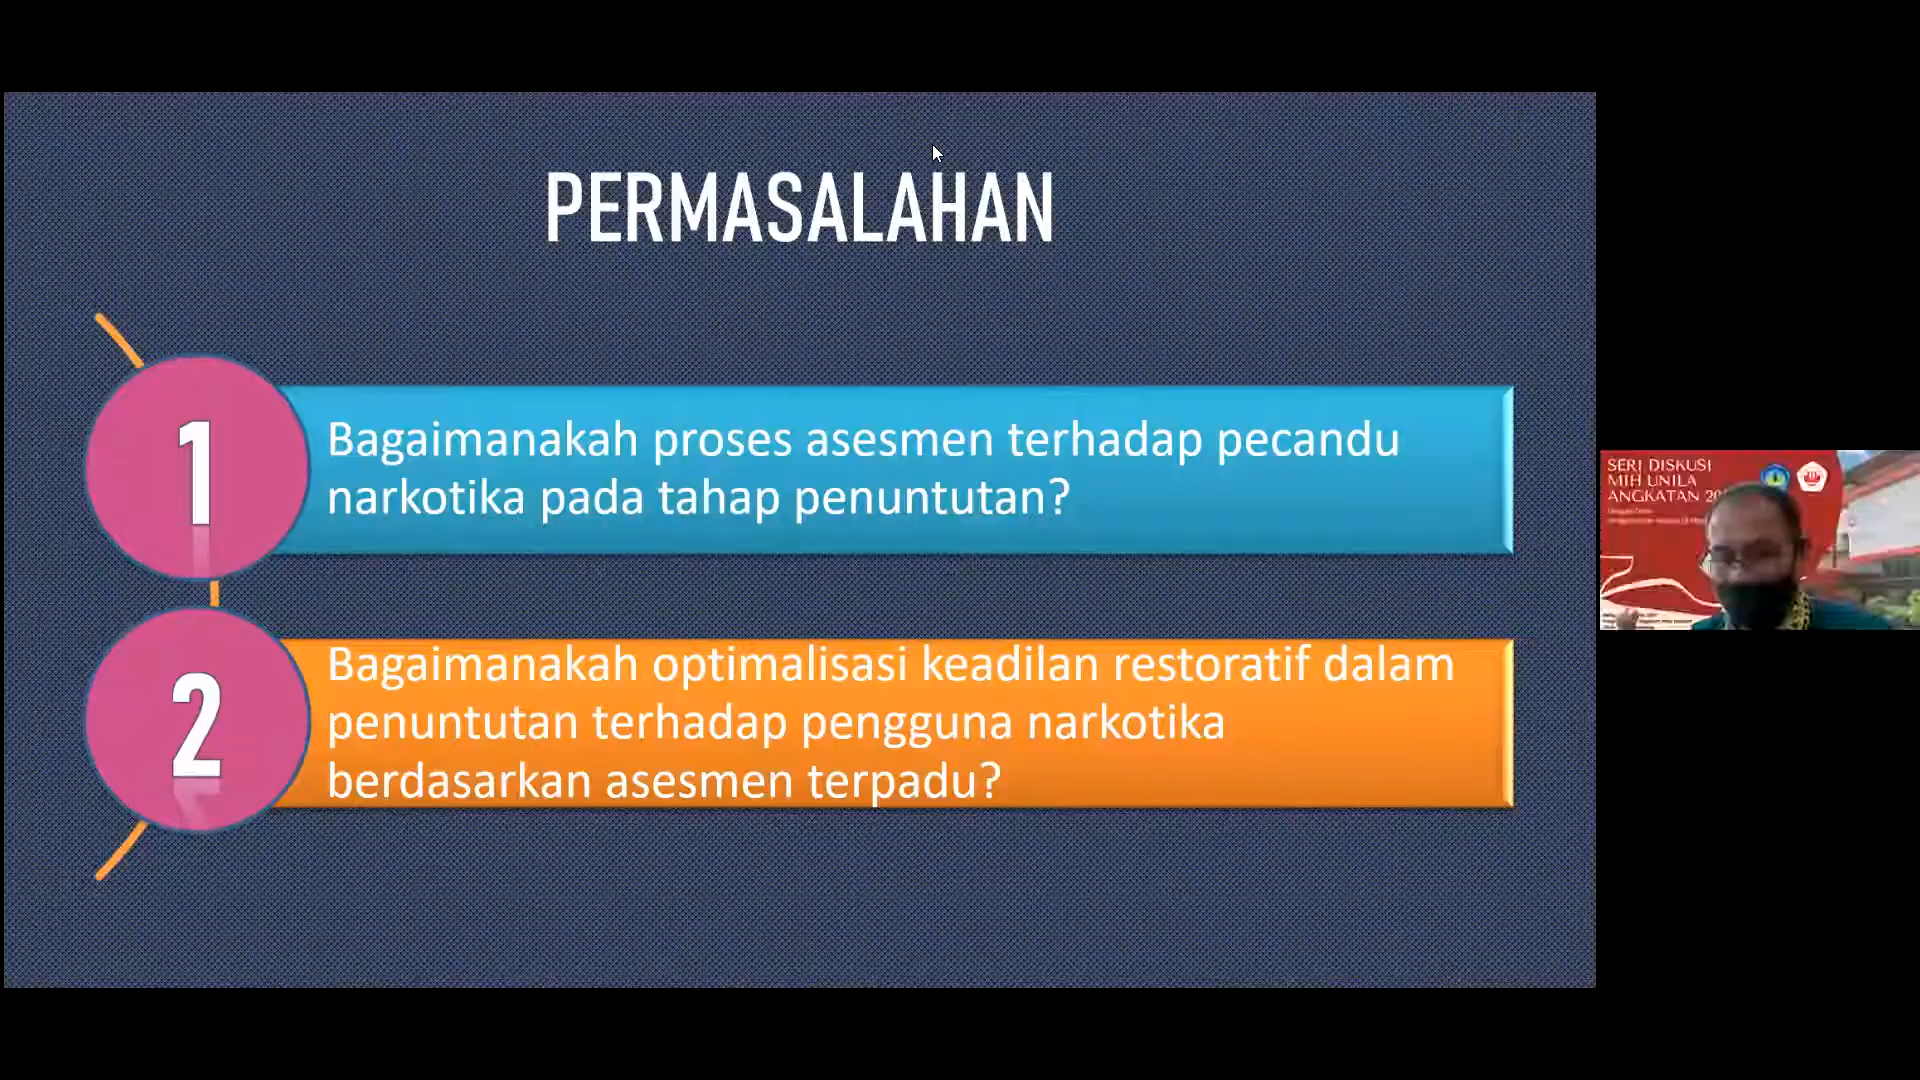 PERMASALAHAN
1
Bagaimanakah proses asesmen terhadap pecandu
narkotika pada tahap penuntutan?
2
Bagaimanakah optimalisasi keadilan restoratif dalam
penuntutan terhadap pengguna narkotika
berdasarkan asesmen terpadu?
SERI DISKUSI
MIH UNILA
ANGKATAN